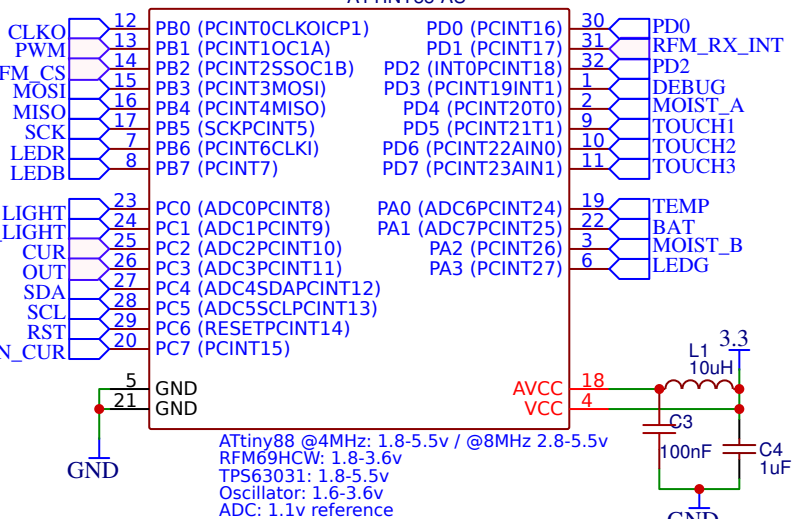 CLKO 12 PB0 (PCINT0CLKOICP1) PD0 (PCINT16) 30 PD0
PWM 13 PB1 (PCINT1OC1A) PD1 (PCINT17) 31 RFM_RX_INT
FM_CS 14 PB2 (PCINT2SSOC1B) PD2 (INT0PCINT18) 32 PD2
MOSI 15 PB3 (PCINT3MOSI) PD3 (PCINT19INT1) 1 DEBUG
MISO 16 PB4 (PCINT4MISO) PD4 (PCINT20T0) 2 MOIST_A
SCK 17 PB5 (SCKPCINT5) PD5 (PCINT21T1) 9 TOUCH1
LEDR 7 PB6 (PCINT6CLKI) PD6 (PCINT22AIN0) 10 TOUCH2
LEDB 8 PB7 (PCINT7) PD7 (PCINT23AIN1) 11 TOUCH3
LIGHT 23 PC0 (ADC0PCINT8) PA0 (ADC6PCINT24) 19 TEMP
_LIGHT 24 PC1 (ADC1PCINT9) PA1 (ADC7PCINT25) 22 BAT
CUR 25 PC2 (ADC2PCINT10) PA2 (PCINT26) 3 MOIST_B
OUT 26 PC3 (ADC3PCINT11) PA3 (PCINT27) 6 LEDG
SDA 27 PC4 (ADC4SDAPCINT12)
SCL 28 PC5 (ADC5SCLPCINT13)
RST 29 PC6 (RESETPCINT14)
N_CUR 20 PC7 (PCINT15)
3.3
L1
10uH
5 GND AVCC 18
21 GND VCC 4
C3
100nF
C4
1uF
GND
GND
ATtiny88 @4MHz: 1.8-5.5v / @8MHz 2.8-5.5v
RFM69HCW: 1.8-3.6v
TPS63031: 1.8-5.5v
Oscillator: 1.6-3.6v
ADC: 1.1v reference